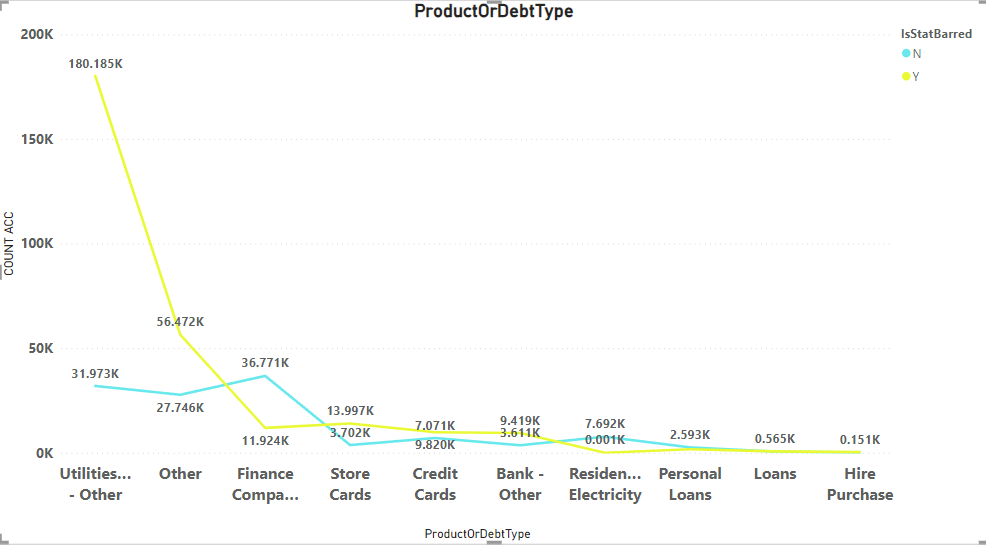 ProductOrDebtType
IsStatBarred
N
Y
200K
150K
100K
50K
0K
COUNT ACC
180.185K
56.472K
31.973K
27.746K
36.771K
11.924K
13.997K
3.702K
7.071K
9.820K
9.419K
3.611K
7.692K
0.001K
2.593K
0.565K
0.151K
Utilities...
- Other
Other
Finance
Compa...
Store
Cards
Credit
Cards
Bank -
Other
Residen...
Electricity
Personal
Loans
Loans
Hire
Purchase
ProductOrDebtType